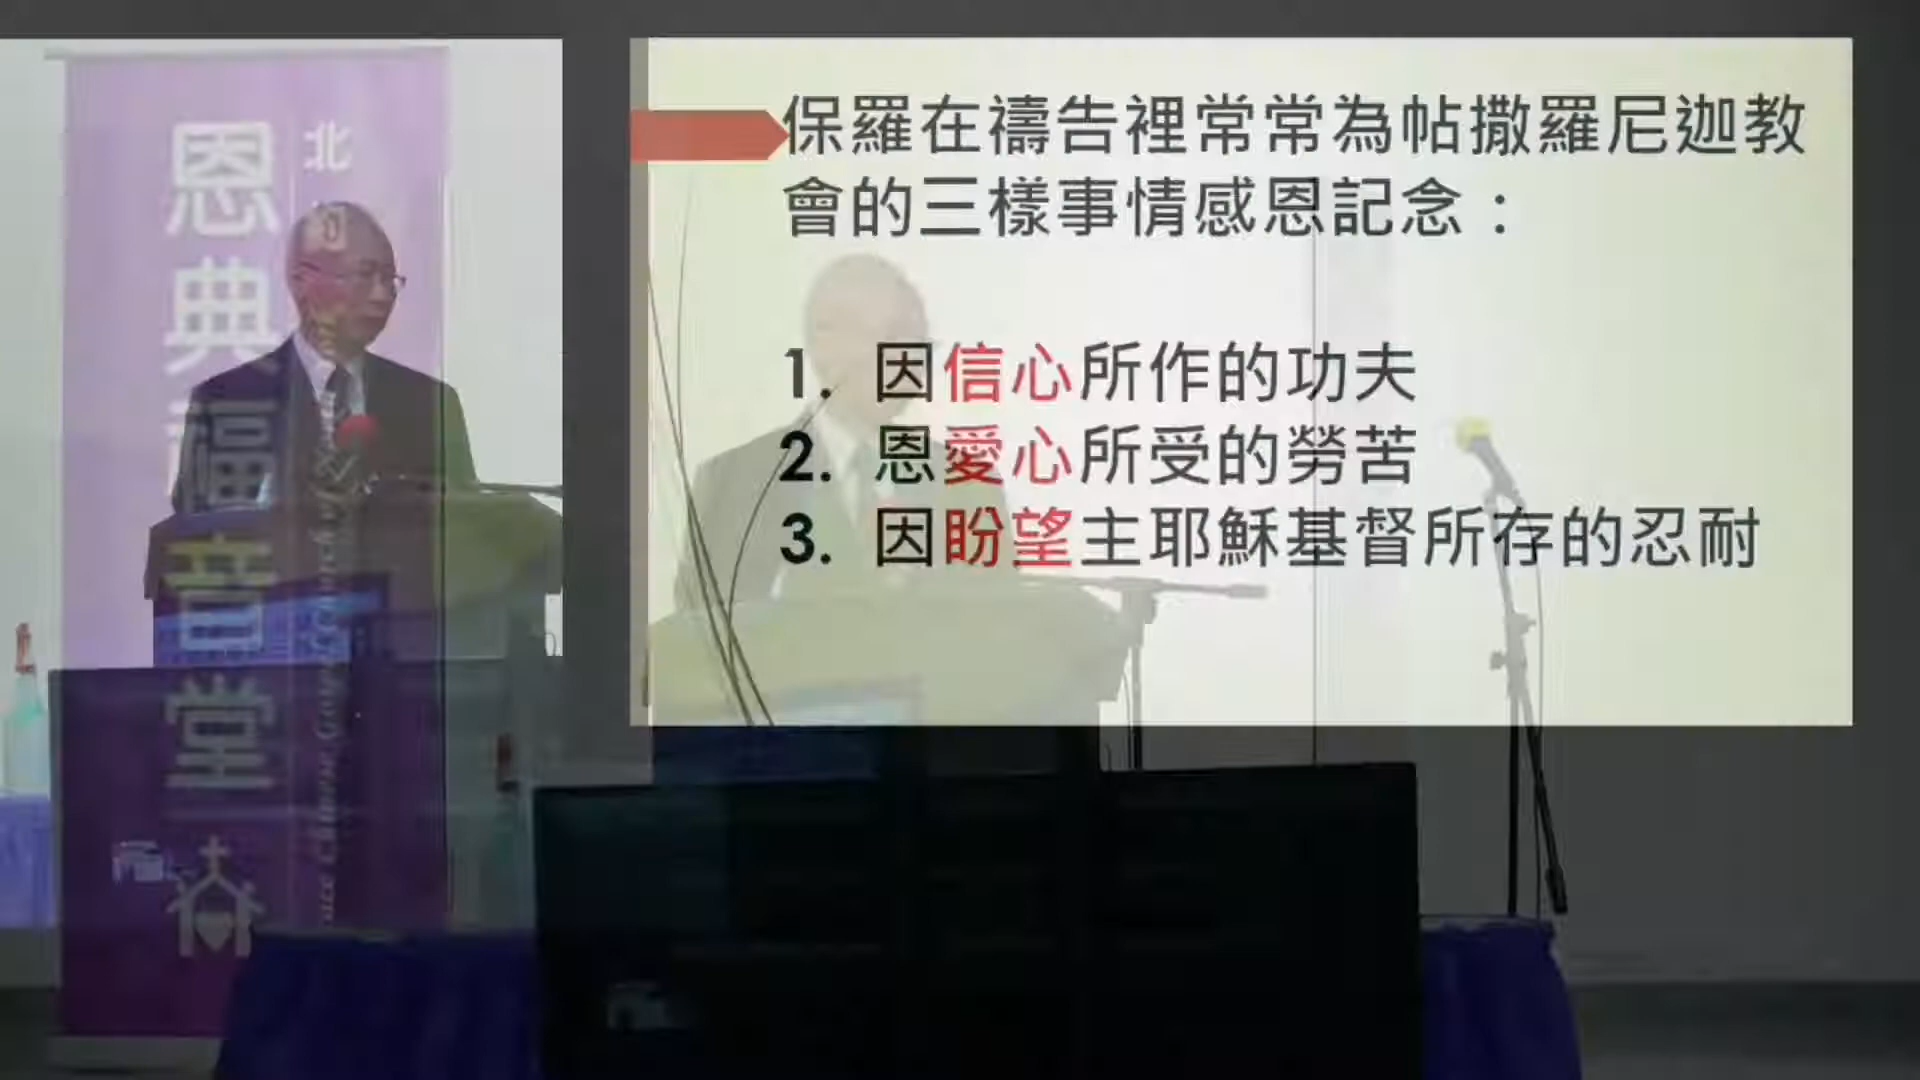 恩典福音堂
北
保羅在禱告裡常常為帖撒羅尼迦教
會的三樣事情感恩記念：
1. 因信心所作的功夫
2. 恩愛心所受的勞苦
3. 因盼望主耶穌基督所存的忍耐